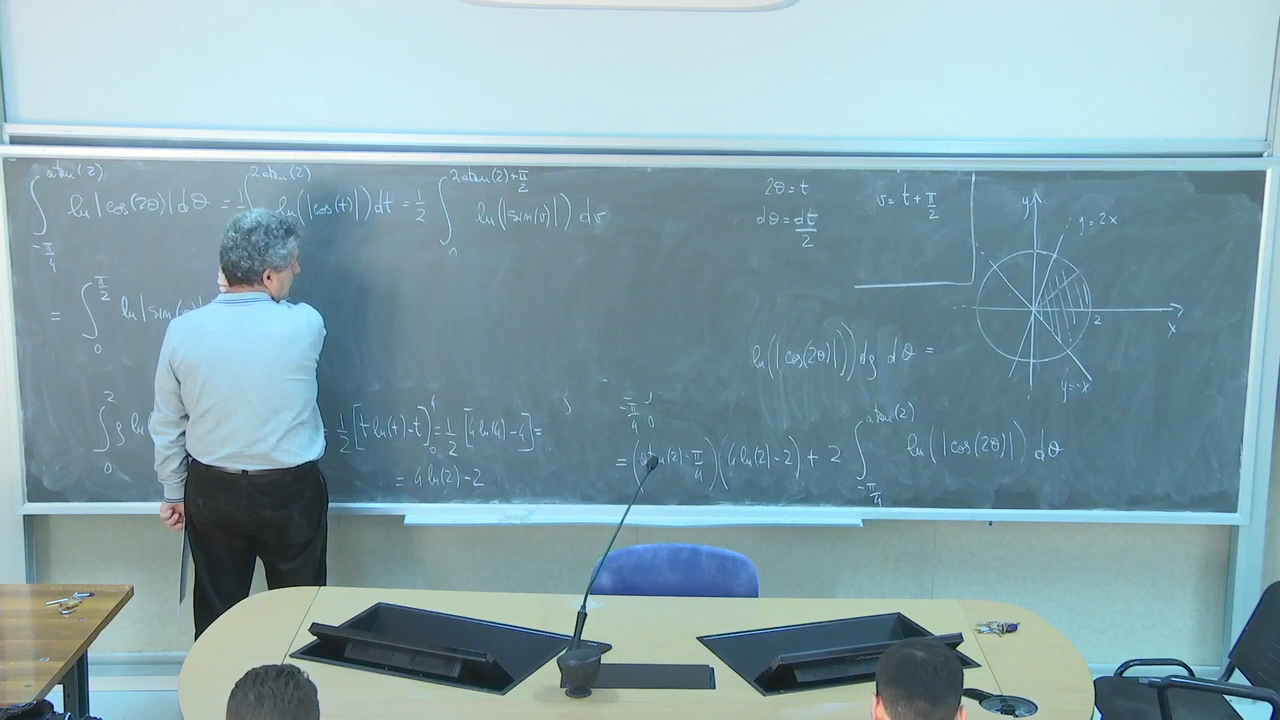 ∫_{-π/4}^{atan(2)} ln|cos(2θ)|dθ = 1/2 ∫^{2atan(2)} ln(|cos(t)|)dt = 1/2 ∫_0^{2atan(2)+π/2} ln(|sin(v)|) dv
2θ = t
dθ = dt/2
v = t + π/2
= ∫_0^{π/2} ln|sin
∫_0^2 ρ ln
= 1/2 [t ln(t) - t]_0^4 = 1/2 [4 ln(4) - 4] =
= 4 ln(2) - 2
ln(|cos(2θ)|) dρ dθ =
= (atan(2) + π/4)(4 ln(2) - 2) + 2 ∫_{-π/4}^{atan(2)} ln(|cos(2θ)|) dθ
y
y = 2x
2
x
y = -x